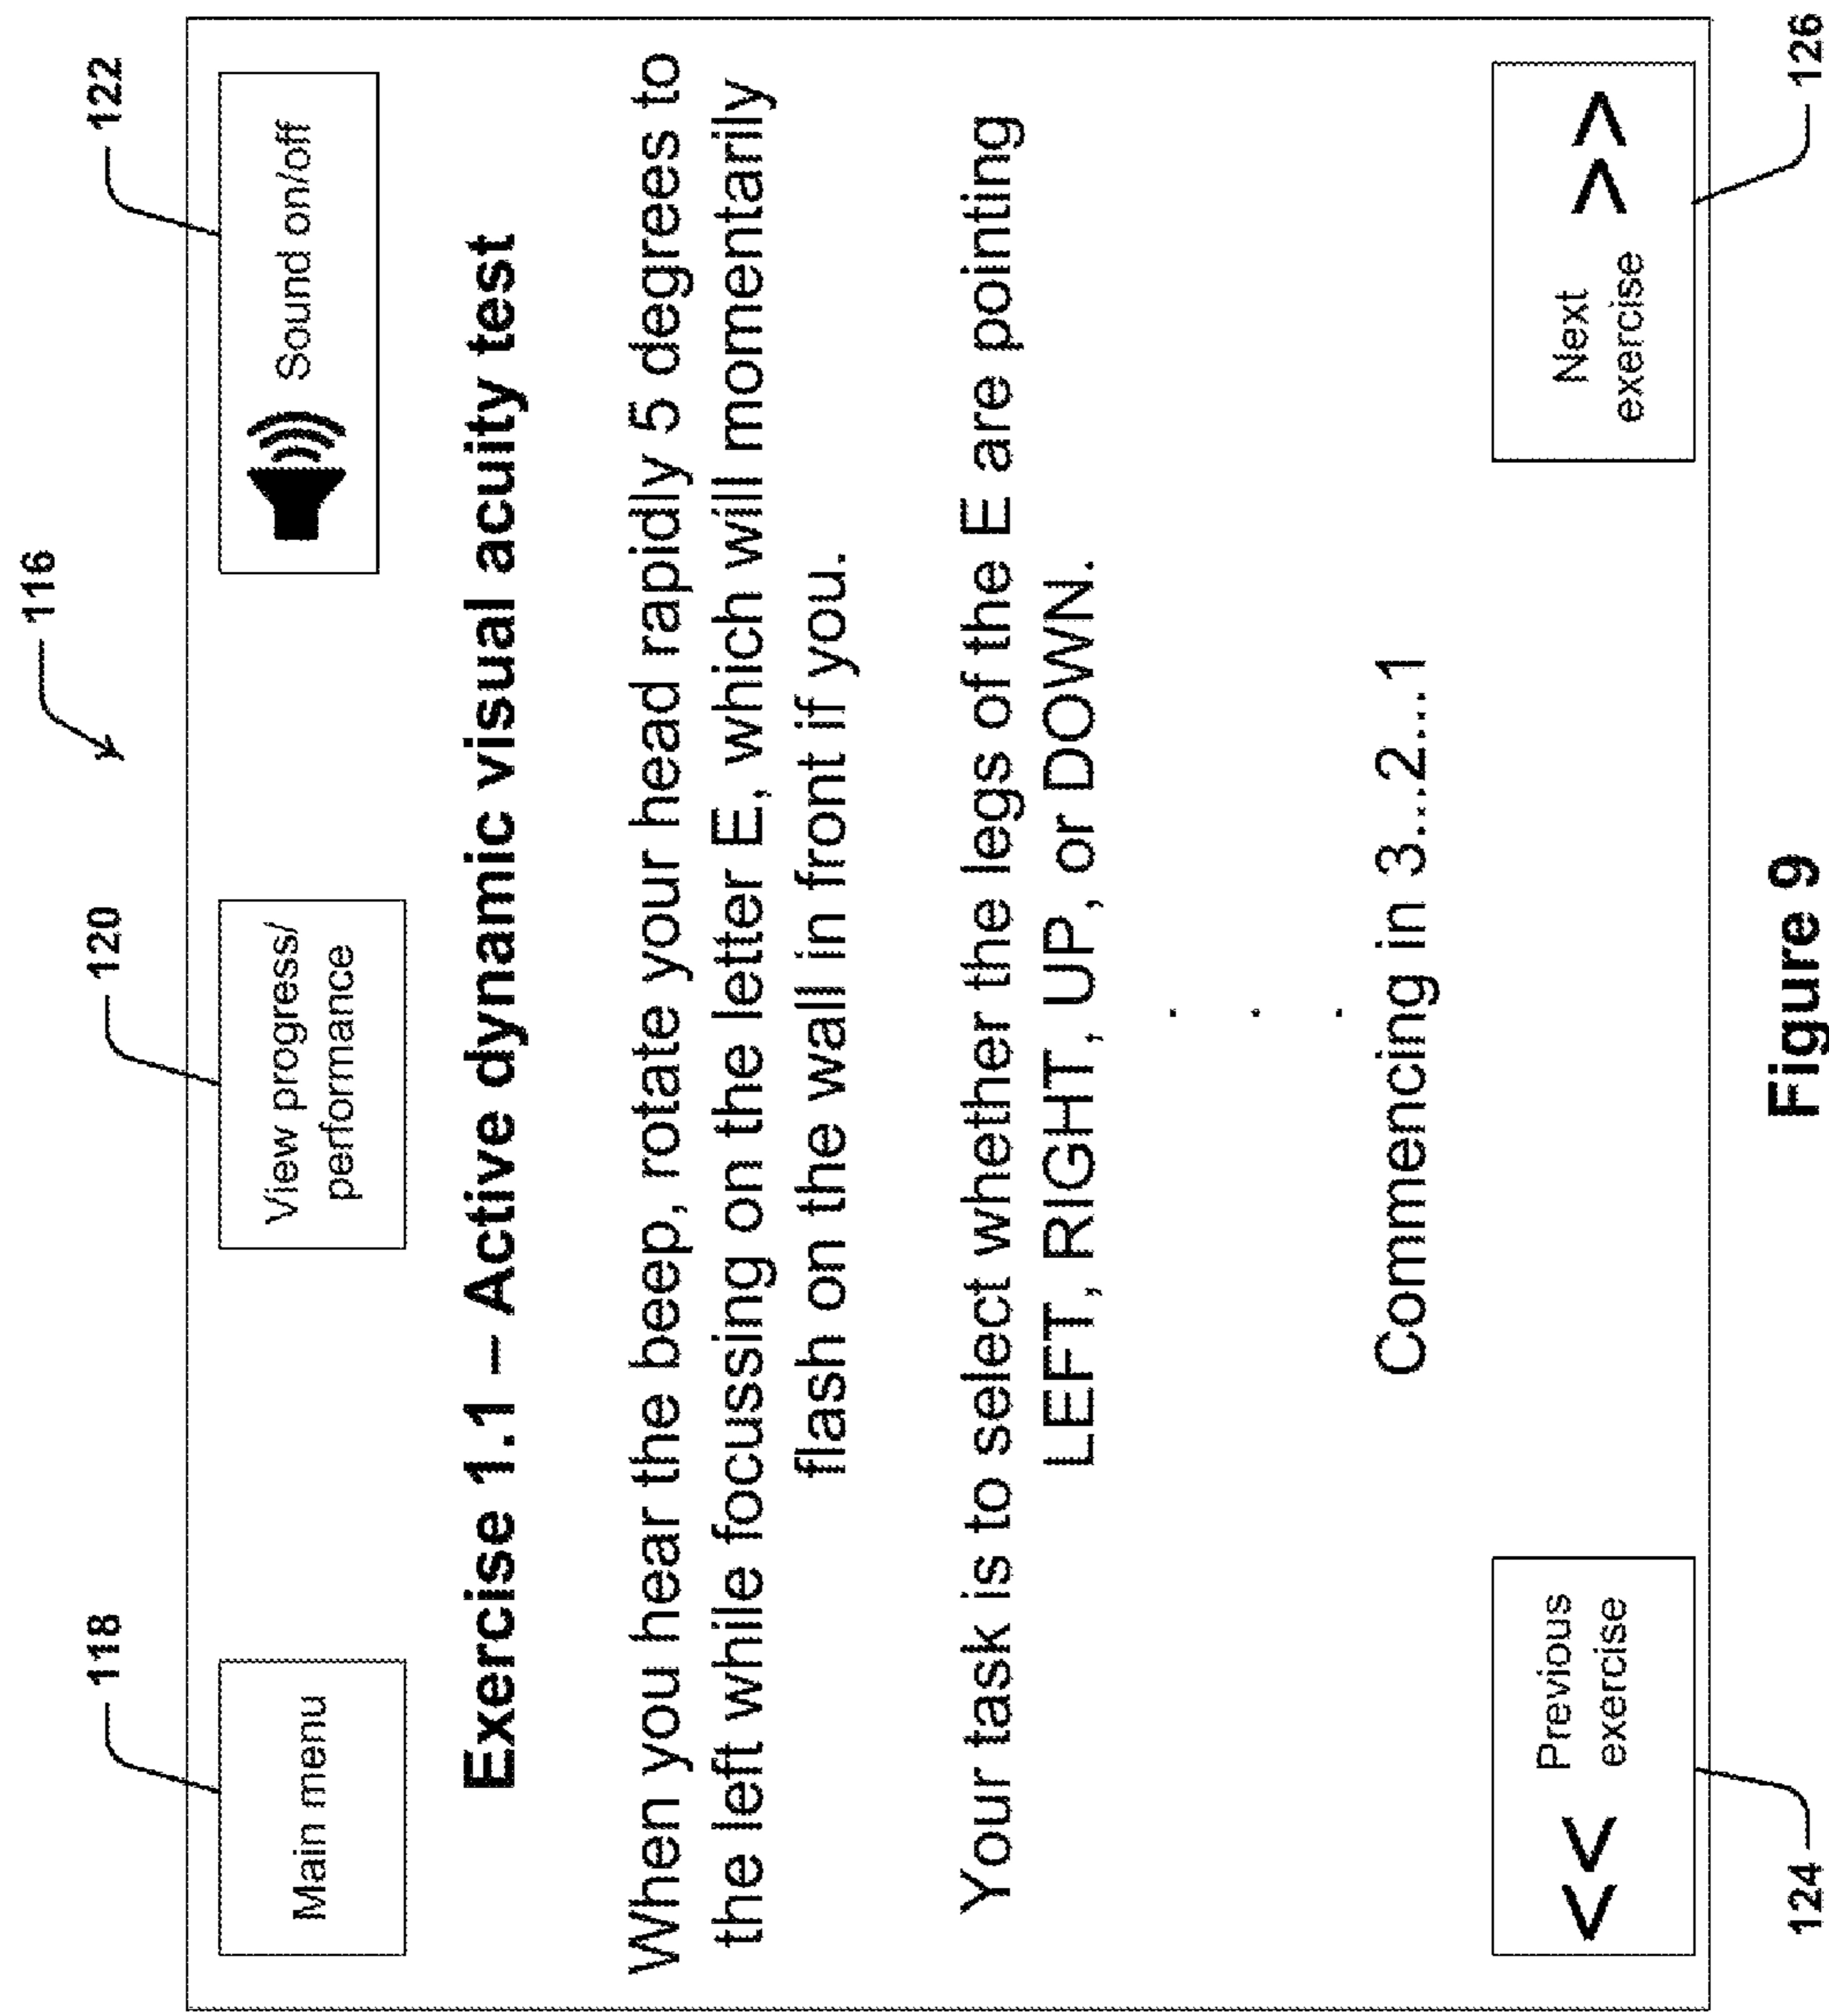 116
118
120
122
Main menu
View progress/
performance
Sound on/off
Exercise 1.1 – Active dynamic visual acuity test
When you hear the beep, rotate your head rapidly 5 degrees to
the left while focussing on the letter E, which will momentarily
flash on the wall in front if you.
Your task is to select whether the legs of the E are pointing
LEFT, RIGHT, UP, or DOWN.
.
.
.
Commencing in 3...2...1
<< Previous
exercise
Next >>
exercise
124
126
Figure 9